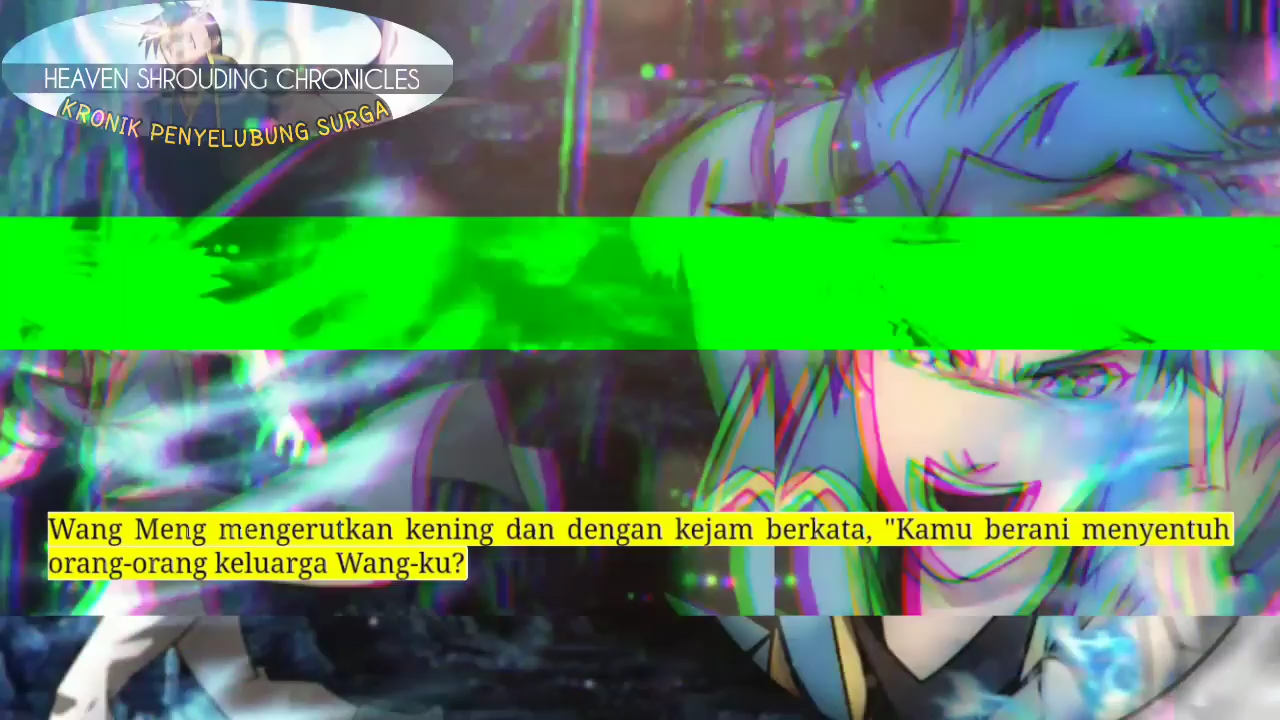 HEAVEN SHROUDING CHRONICLES
KRONIK PENYELUBUNG SURGA
Wang Meng mengerutkan kening dan dengan kejam berkata, "Kamu berani menyentuh
orang-orang keluarga Wang-ku?